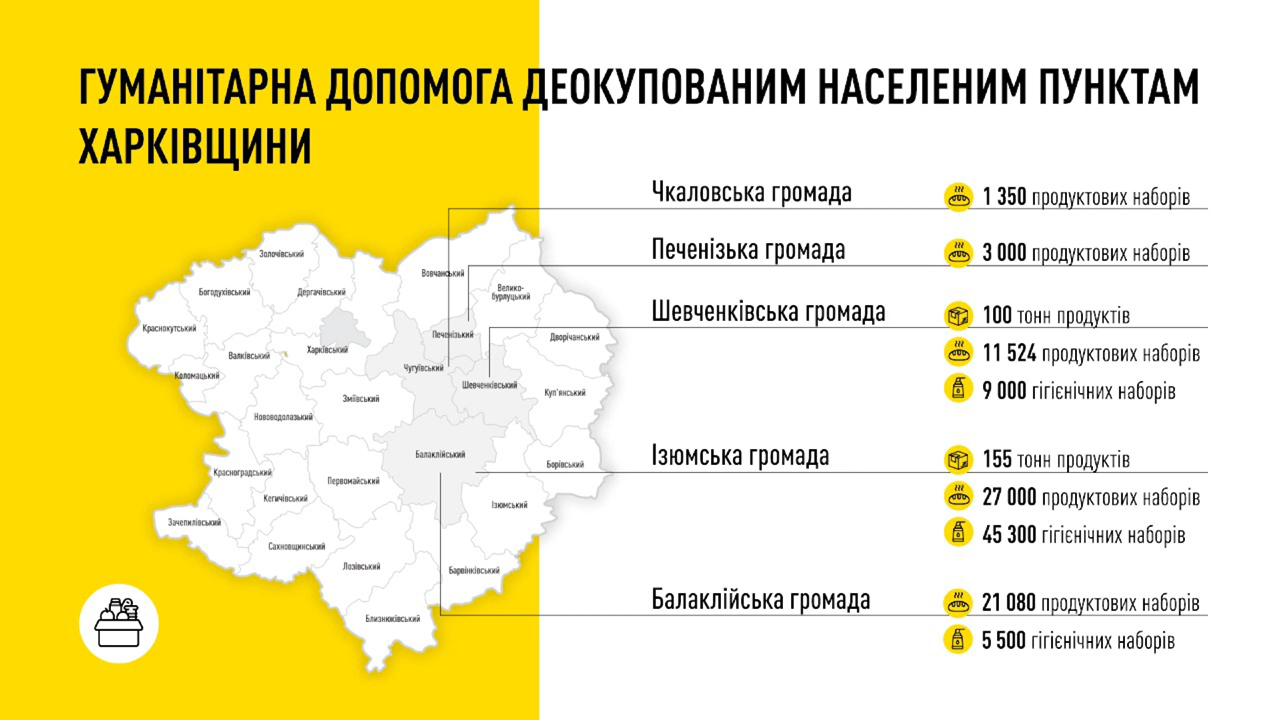 ГУМАНІТАРНА ДОПОМОГА ДЕОКУПОВАНИМ НАСЕЛЕНИМ ПУНКТАМ
ХАРКІВЩИНИ
Чкаловська громада
1 350 продуктових наборів
Печенізька громада
3 000 продуктових наборів
Шевченківська громада
100 тонн продуктів
11 524 продуктових наборів
9 000 гігієнічних наборів
Ізюмська громада
155 тонн продуктів
27 000 продуктових наборів
45 300 гігієнічних наборів
Балаклійська громада
21 080 продуктових наборів
5 500 гігієнічних наборів
Золочівський
Вовчанський
Богодухівський
Дергачівський
Велико-
бурлуцький
Краснокутський
Печенізький
Дворічанський
Валківський
Харківський
Чугуївський
Коломацький
Шевченківський
Зміївський
Куп'янський
Нововодолазький
Балаклійський
Борівський
Красноградський
Первомайський
Кегичівський
Ізюмський
Зачепилівський
Сахновщинський
Лозівський
Барвінківський
Близнюківський